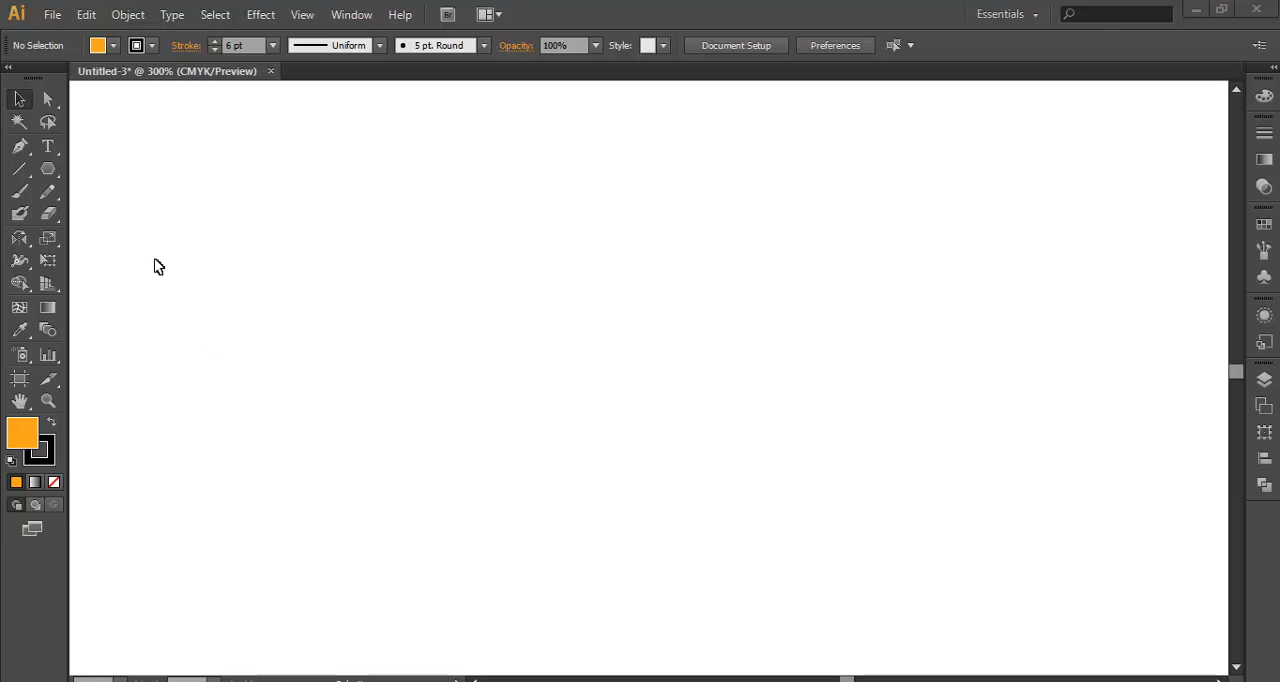 Ai File Edit Object Type Select Effect View Window Help Br Essentials
No Selection Stroke: 6 pt Uniform 5 pt. Round Opacity: 100% Style: Document Setup Preferences
Untitled-3* @ 300% (CMYK/Preview) ×
T